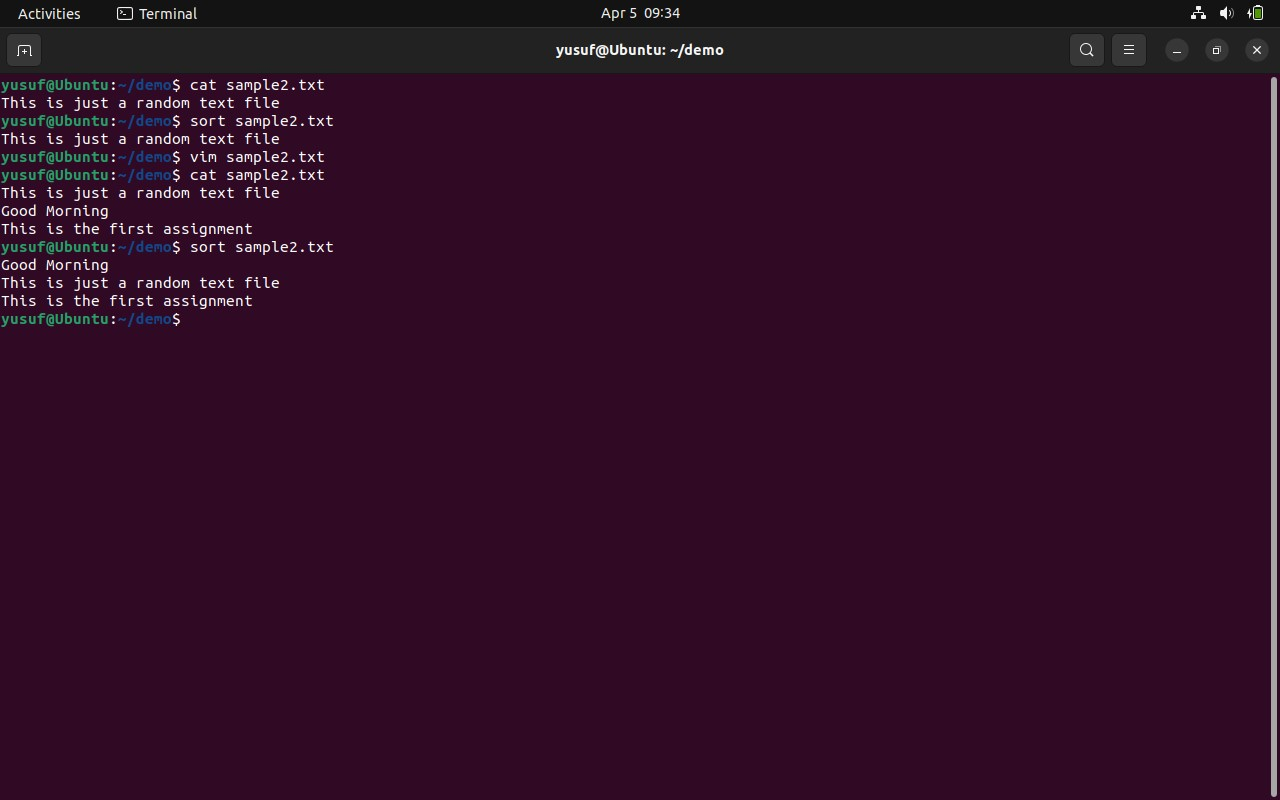 Activities Terminal Apr 5 09:34
yusuf@Ubuntu: ~/demo
yusuf@Ubuntu:~/demo$ cat sample2.txt
This is just a random text file
yusuf@Ubuntu:~/demo$ sort sample2.txt
This is just a random text file
yusuf@Ubuntu:~/demo$ vim sample2.txt
yusuf@Ubuntu:~/demo$ cat sample2.txt
This is just a random text file
Good Morning
This is the first assignment
yusuf@Ubuntu:~/demo$ sort sample2.txt
Good Morning
This is just a random text file
This is the first assignment
yusuf@Ubuntu:~/demo$